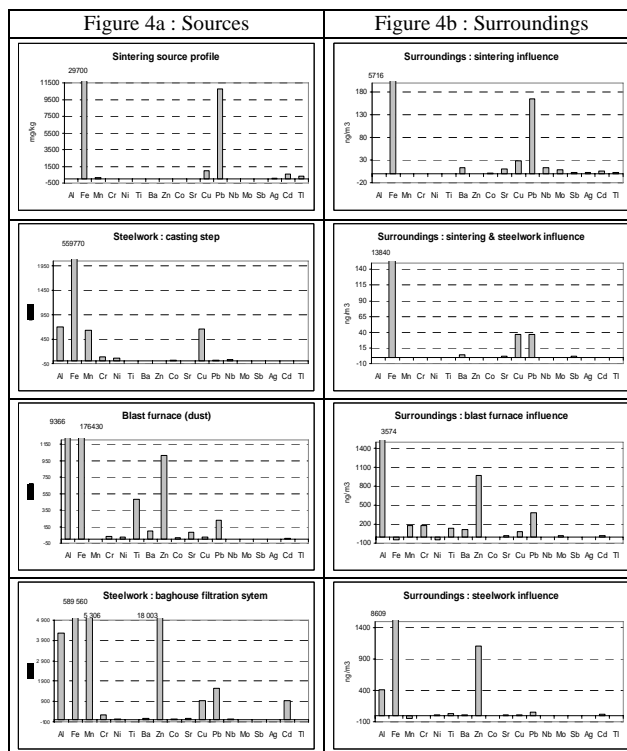 Figure 4a : Sources
Figure 4b : Surroundings
Sintering source profile
29700
11500
9500
7500
5500
3500
1500
-500
mg/kg
Al Fe Mn Cr Ni Ti Ba Zn Co Sr Cu Pb Nb Mo Sb Ag Cd Tl
Surroundings : sintering influence
5716
180
130
80
30
-20
ng/m3
Al Fe Mn Cr Ni Ti Ba Zn Co Sr Cu Pb Nb Mo Sb Ag Cd Tl
Steelwork : casting step
559770
1950
1450
950
450
-50
Al Fe Mn Cr Ni Ti Ba Zn Co Sr Cu Pb Nb Mo Sb Ag Cd Tl
Surroundings : sintering & steelwork influence
13840
140
115
90
65
40
15
-10
ng/m3
Al Fe Mn Cr Ni Ti Ba Zn Co Sr Cu Pb Nb Mo Sb Ag Cd Tl
Blast furnace (dust)
9366
176430
1 150
950
750
550
350
150
-50
Al Fe Mn Cr Ni Ti Ba Zn Co Sr Cu Pb Nb Mo Sb Ag Cd Tl
Surroundings : blast furnace influence
3574
1400
1100
800
500
200
-100
ng/m3
Al Fe Mn Cr Ni Ti Ba Zn Co Sr Cu Pb Nb Mo Sb Ag Cd Tl
Steelwork : baghouse filtration sytem
589 560
5 306
18 003
4 900
3 900
2 900
1 900
900
-100
Al Fe Mn Cr Ni Ti Ba Zn Co Sr Cu Pb Nb Mo Sb Ag Cd Tl
Surroundings : steelwork influence
8609
1400
900
400
-100
ng/m3
Al Fe Mn Cr Ni Ti Ba Zn Co Sr Cu Pb Nb Mo Sb Ag Cd Tl